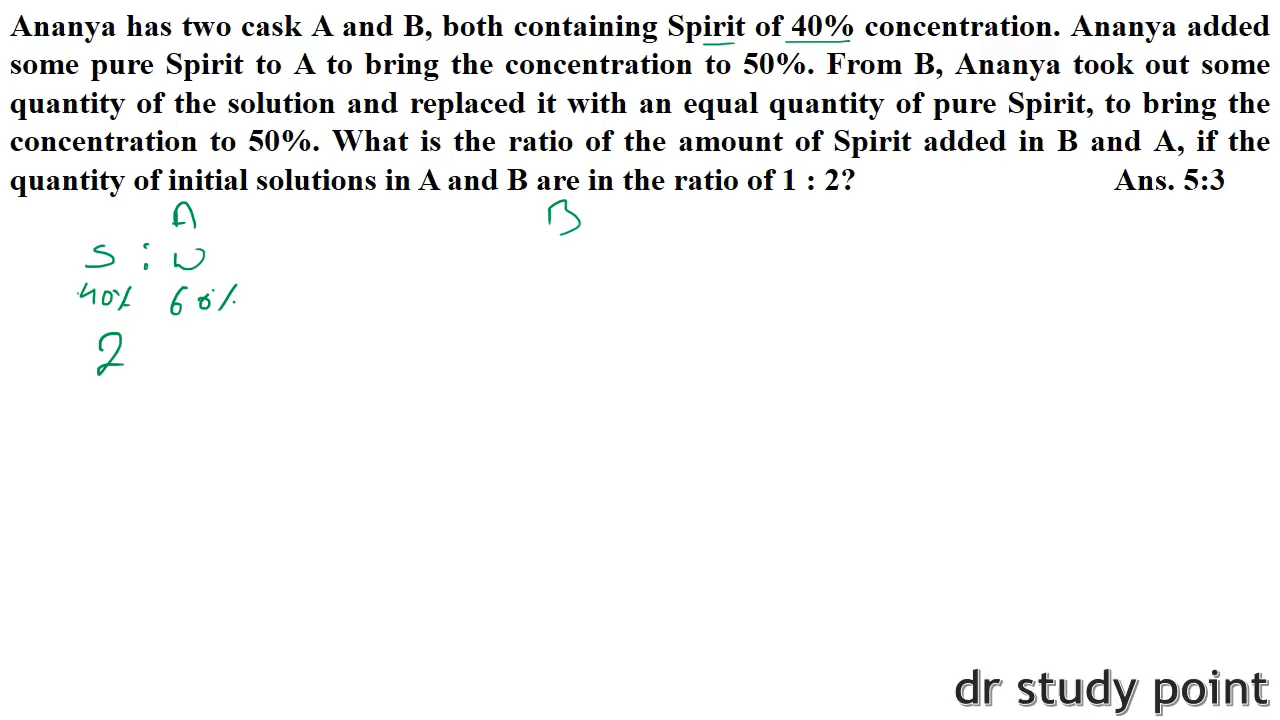 Ananya has two cask A and B, both containing Spirit of 40% concentration. Ananya added
some pure Spirit to A to bring the concentration to 50%. From B, Ananya took out some
quantity of the solution and replaced it with an equal quantity of pure Spirit, to bring the
concentration to 50%. What is the ratio of the amount of Spirit added in B and A, if the
quantity of initial solutions in A and B are in the ratio of 1 : 2? Ans. 5:3
A B
S : W
40% 60%
2
dr study point